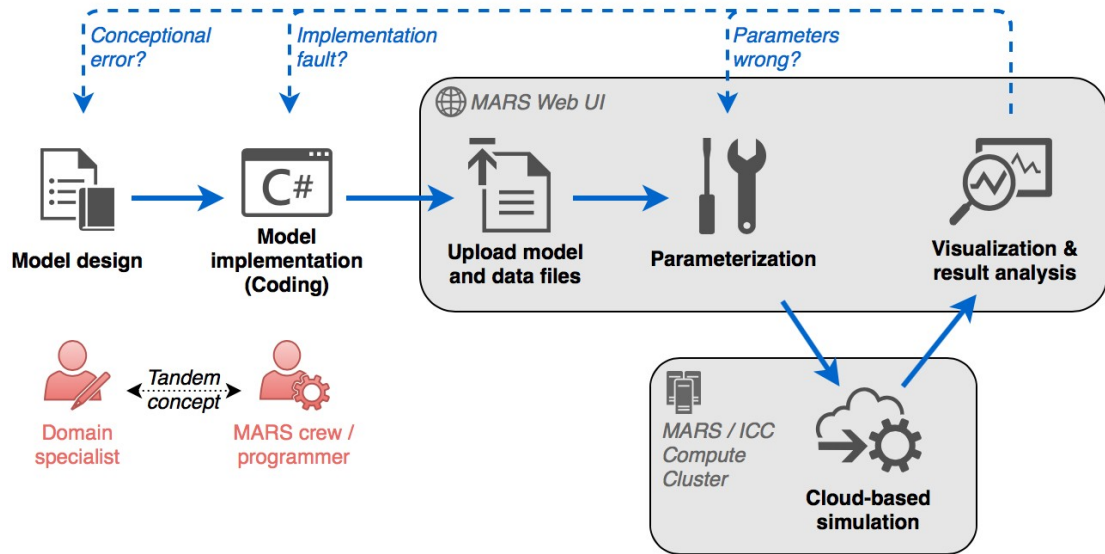 Conceptional
error?
Implementation
fault?
Parameters
wrong?
MARS Web UI
C#
Model design
Model
implementation
(Coding)
Upload model
and data files
Parameterization
Visualization &
result analysis
Tandem
concept
Domain
specialist
MARS crew /
programmer
MARS / ICC
Compute
Cluster
Cloud-based
simulation